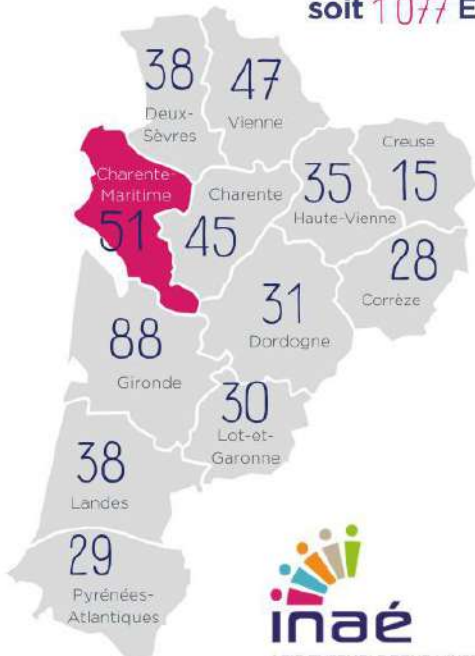 soit 1 077 E
38
Deux-
Sèvres
47
Vienne
Creuse
15
Charente-
Maritime
51
Charente
45
35
Haute-Vienne
28
Corrèze
31
Dordogne
88
Gironde
30
Lot-et-
Garonne
38
Landes
29
Pyrénées-
Atlantiques
inaé